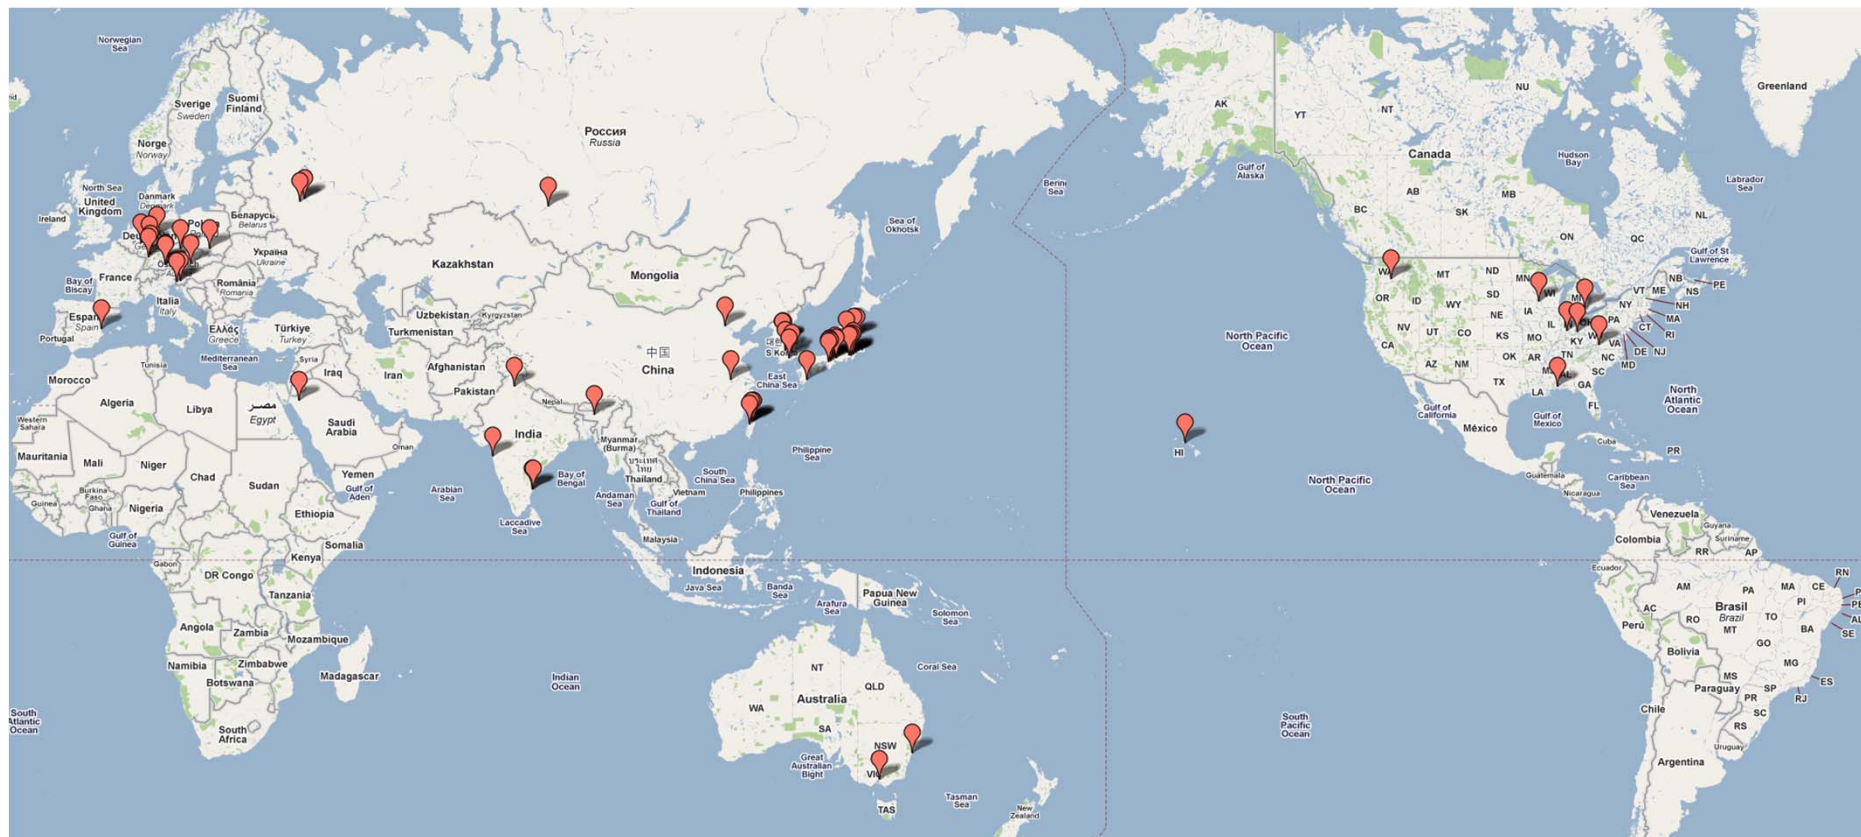 Norwegian
Sea
Sverige
Sweden
Suomi
Finland
Norge
Norway
Россия
Russia
North Sea
United
Kingdom
Ireland
Danmark
Беларусь
Belarus
Україна
Ukraine
France
Bay of
Biscay
Spain
Portugal
Italia
Italy
România
Romania
Ελλάς
Greece
Türkiye
Turkey
Mediterranean
Sea
Kazakhstan
Uzbekistan
Kyrgyzstan
Turkmenistan
Mongolia
中国
China
S Korea
East
China Sea
Sea of
Okhotsk
Syria
Iraq
Iran
Afghanistan
Pakistan
Nepal
India
Myanmar
(Burma)
Thailand
Vietnam
Philippines
Philippine
Sea
South
China Sea
Gulf of
Thailand
Andaman
Sea
Bay of
Bengal
Arabian
Sea
Laccadive
Sea
Malaysia
Indonesia
Java Sea
Banda
Sea
Arafura
Sea
Papua New
Guinea
Solomon
Sea
Coral Sea
Morocco
Tunisia
Algeria
Libya
مصر
Egypt
Western
Sahara
Saudi
Arabia
Oman
Yemen
Gulf of
Aden
Mauritania
Mali
Niger
Chad
Sudan
Burkina
Faso
Guinea
Ghana
Nigeria
Ethiopia
Somalia
Gulf of
Guinea
Gabon
DR Congo
Kenya
Tanzania
Angola
Zambia
Mozambique
Namibia
Zimbabwe
Botswana
Madagascar
South
Africa
South
Atlantic
Ocean
Indian
Ocean
Australia
NT
QLD
WA
SA
NSW
TAS
Great
Australian
Bight
Tasman
Sea
New
Zealand
AK
YT
NT
NU
Greenland
Gulf of
Alaska
Canada
Hudson
Bay
Labrador
Sea
BC
AB
SK
MB
ON
QC
NL
Gulf of St
Lawrence
NB
PE
NS
ME
VT
NH
MA
RI
CT
NJ
DE
MD
NY
PA
MT
ND
MN
WI
OR
ID
WY
SD
IA
NE
IL
NV
UT
CO
KS
MO
KY
VA
CA
AZ
NM
OK
AR
TN
NC
SC
TX
LA
GA
FL
North Pacific
Ocean
North
Atlantic
Ocean
Gulf of
California
Gulf of
Mexico
México
HI
Cuba
PR
Guatemala
Nicaragua
Caribbean
Sea
North Pacific
Ocean
Venezuela
Guyana
Suriname
Colombia
Ecuador
RR
AP
AM
PA
MA
CE
RN
PI
AC
RO
Brasil
Brazil
TO
SE
Perú
MT
BA
GO
Bolivia
MG
MS
ES
SP
RJ
Paraguay
PR
SC
RS
Chile
Uruguay
Argentina
South
Pacific
Ocean